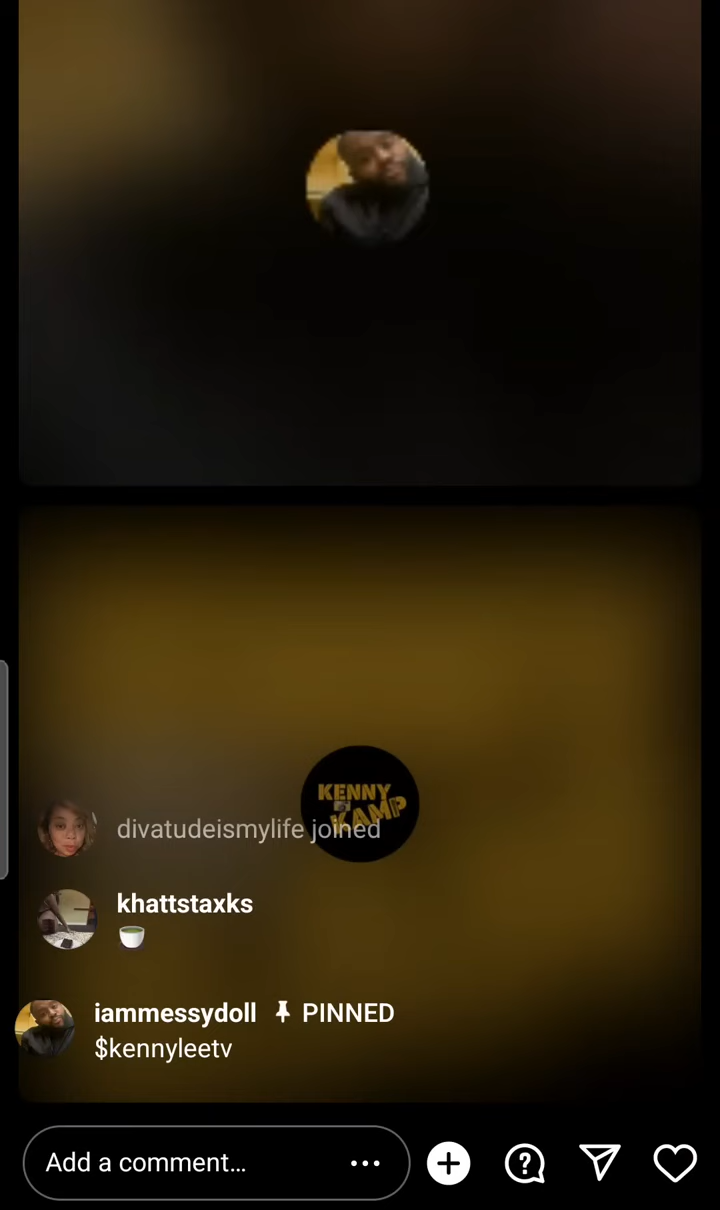 KENNY
KAMP
divatudeismylife joined
khattstaxks
iammessydoll PINNED
$kennyleetv
Add a comment...